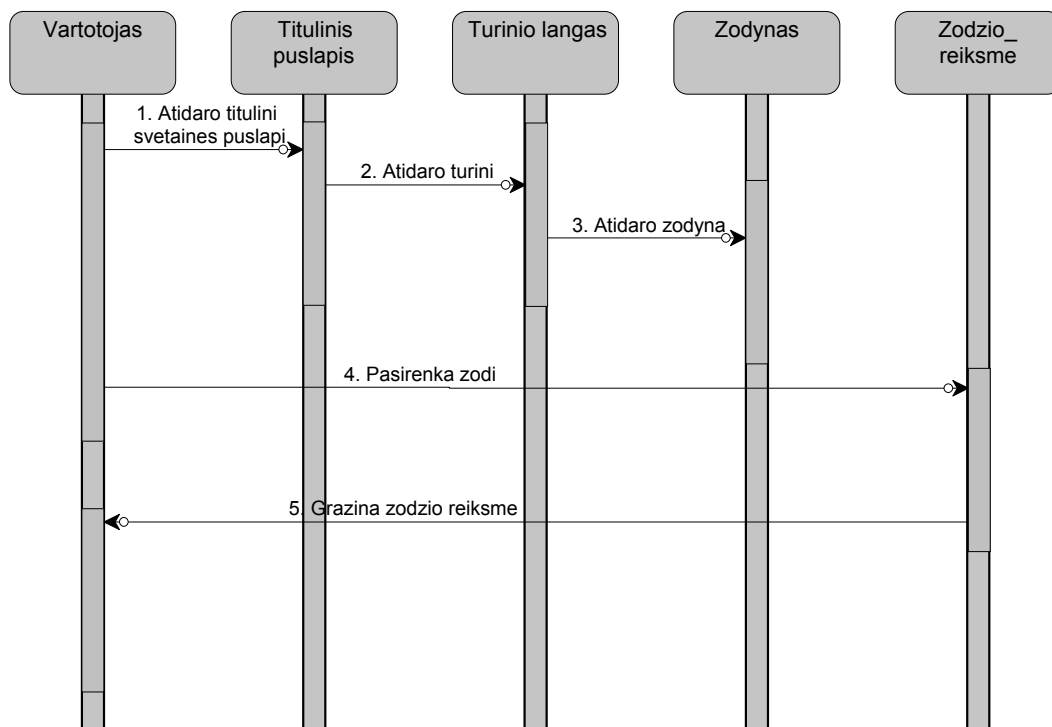 Vartotojas
Titulinis
puslapis
Turinio langas
Zodynas
Zodzio_
reiksme
1. Atidaro titulini
svetaines puslapi
2. Atidaro turini
3. Atidaro zodyna
4. Pasirenka zodi
5. Grazina zodzio reiksme